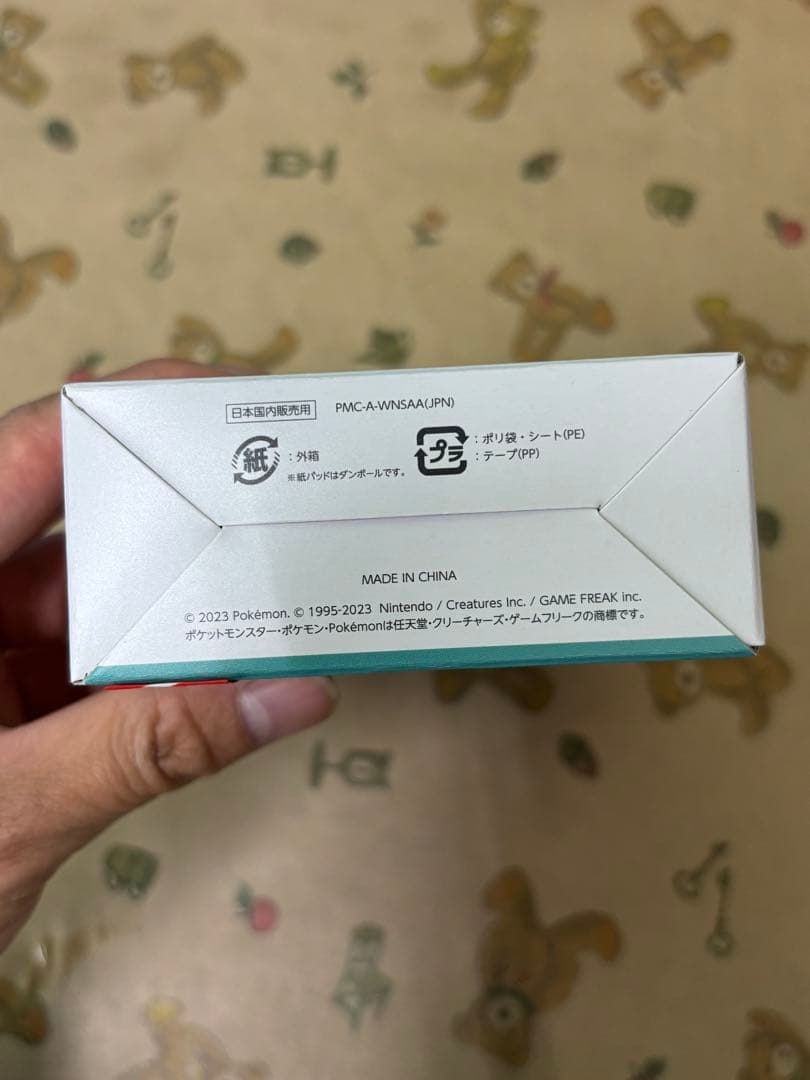 日本国内販売用 PMC-A-WNSAA(JPN)
紙 :外箱
※紙パッドはダンボールです。
プラ :ポリ袋・シート(PE)
:テープ(PP)
MADE IN CHINA
© 2023 Pokémon. © 1995-2023 Nintendo / Creatures Inc. / GAME FREAK inc.
ポケットモンスター・ポケモン・Pokémonは任天堂・クリーチャーズ・ゲームフリークの商標です。